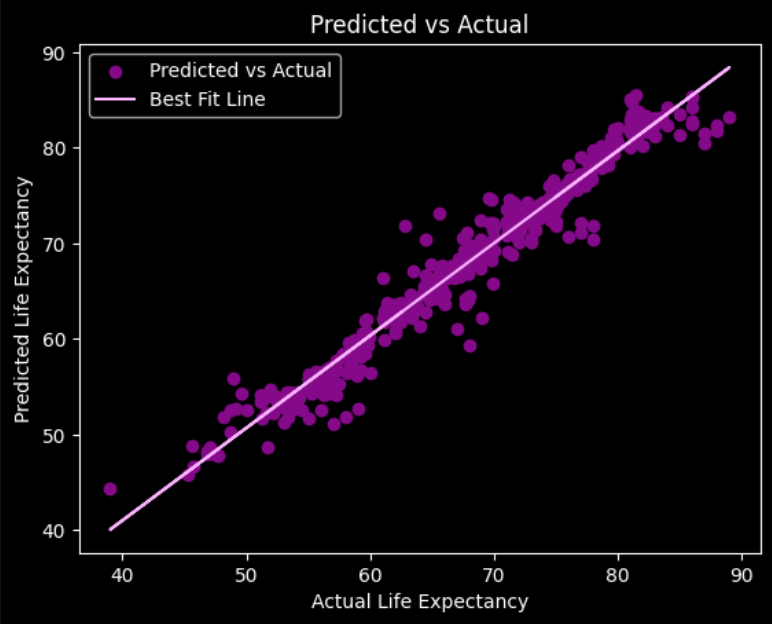 Predicted vs Actual
Predicted vs Actual
Best Fit Line
Predicted Life Expectancy
90
80
70
60
50
40
40 50 60 70 80 90
Actual Life Expectancy